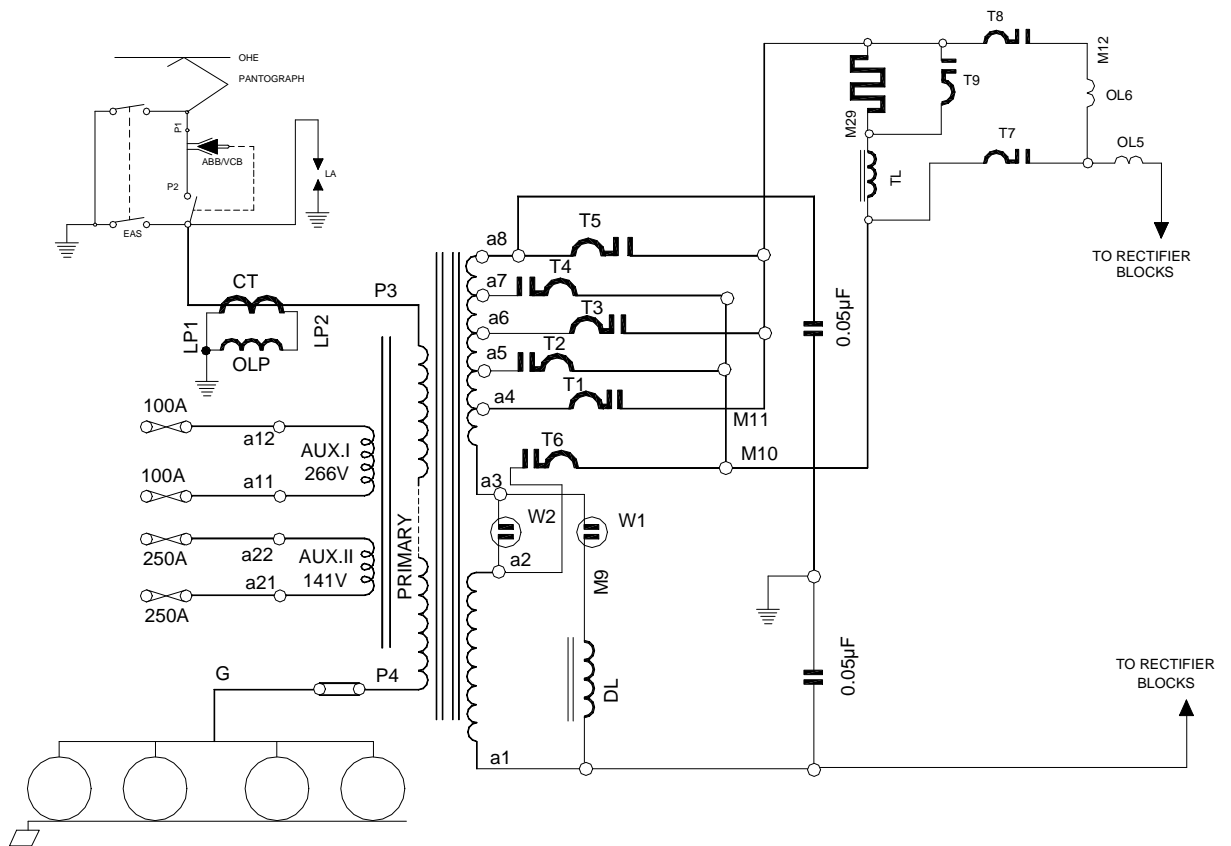 T8
OHE
M12
PANTOGRAPH
T9
OL6
P1
M29
ABB/VCB
T7
OL5
P2
LA
TL
EAS
a8
T5
TO RECTIFIER
BLOCKS
CT
P3
a7
T4
a6
T3
0.05µF
LP1
LP2
OLP
a5
T2
a4
T1
100A
a12
M11
AUX.I
266V
T6
M10
100A
a11
a3
W2
W1
250A
a22
AUX.II
141V
PRIMARY
a2
M9
a21
250A
0.05µF
TO RECTIFIER
BLOCKS
G
P4
DL
a1